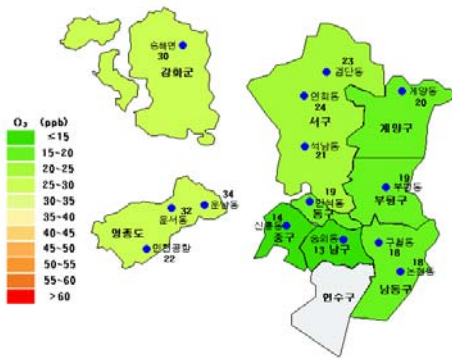 O₃ (ppb)
≤15
15~20
20~25
25~30
30~35
35~40
40~45
45~50
50~55
55~60
>60
송해면
30
강화군
23
검단동
연희동
24
서구
석남동
21
계양동
20
계양구
19
부평동
부평구
34
운남동
32
운서동
영종도
인천공항
22
19
만석동
동구
14
신흥동
중구
숭의동
13 남구
구월동
18
18
논현동
남동구
연수구